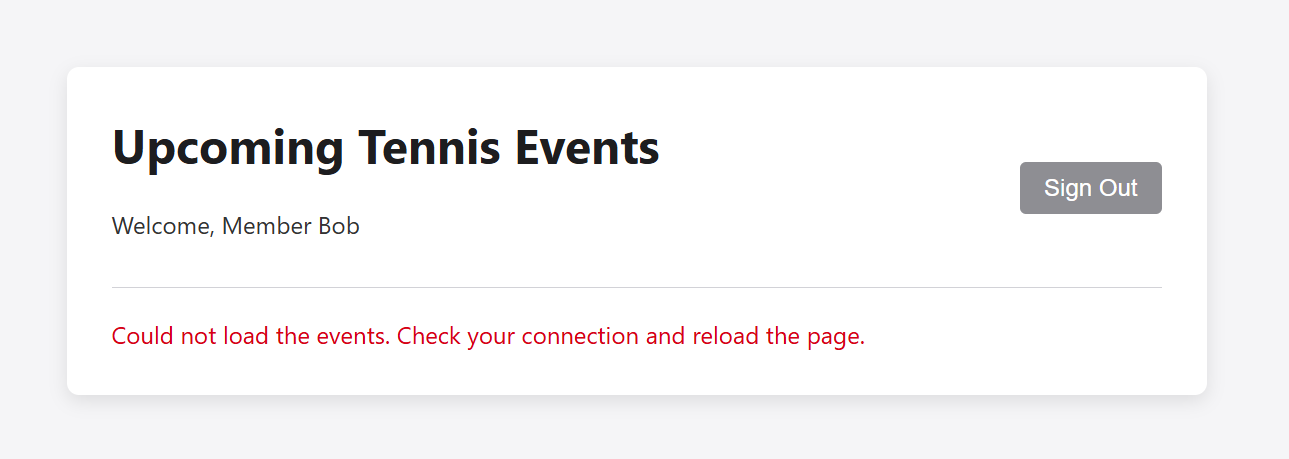 Upcoming Tennis Events
Sign Out
Welcome, Member Bob
Could not load the events. Check your connection and reload the page.